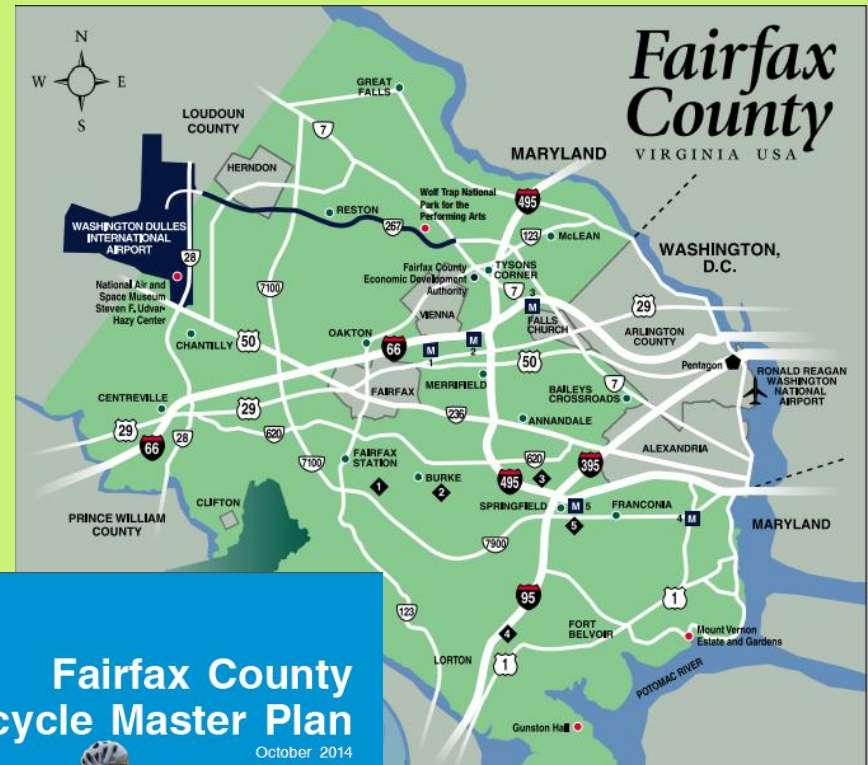 N
W E
S
Fairfax
County
VIRGINIA USA
GREAT
FALLS
LOUDOUN
COUNTY
7
HERNDON
MARYLAND
495
Wolf Trap National
Park for the
Performing Arts
RESTON
267
123
McLEAN
WASHINGTON DULLES
INTERNATIONAL
AIRPORT
28
WASHINGTON,
D.C.
National Air and
Space Museum
Steven F. Udvar-
Hazy Center
7100
Fairfax County
Economic Development
Authority
TYSONS
CORNER
7
3
M
29
VIENNA
FALLS
CHURCH
ARLINGTON
COUNTY
CHANTILLY
50
OAKTON
66
M
1
M
2
50
Pentagon
RONALD REAGAN
WASHINGTON
NATIONAL
AIRPORT
MERRIFIELD
FAIRFAX
BAILEYS
CROSSROADS
7
CENTREVILLE
29
236
ANNANDALE
29
66
28
620
ALEXANDRIA
7100
FAIRFAX
STATION
620
395
BURKE
1
2
495
3
CLIFTON
SPRINGFIELD
M 5
5
FRANCONIA
4 M
PRINCE WILLIAM
COUNTY
MARYLAND
7900
95
1
123
FORT
BELVOIR
4
Mount Vernon
Estate and Gardens
LORTON
1
POTOMAC RIVER
Gunston Hall
Fairfax County
cycle Master Plan
October 2014